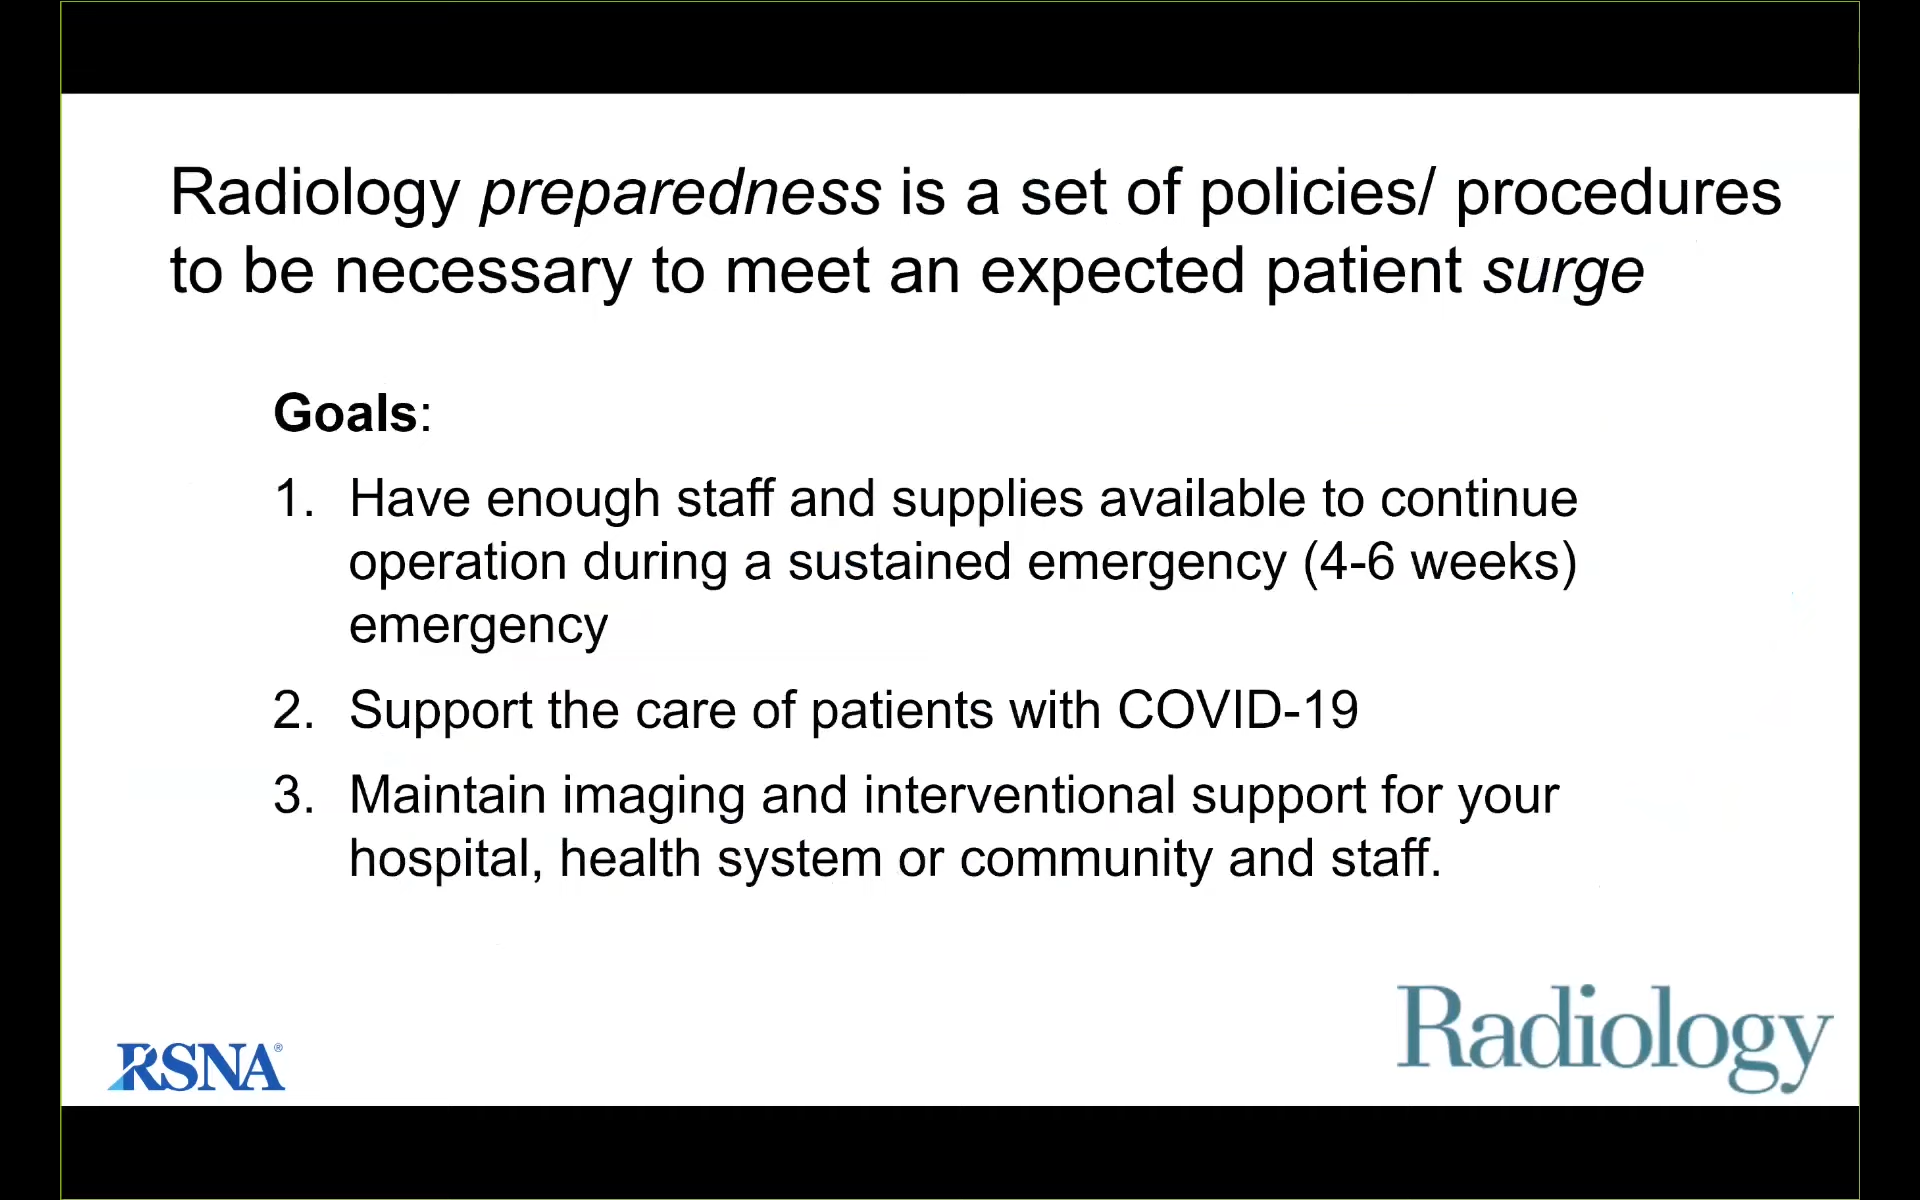 Radiology preparedness is a set of policies/ procedures
to be necessary to meet an expected patient surge
Goals:
1. Have enough staff and supplies available to continue
operation during a sustained emergency (4-6 weeks)
emergency
2. Support the care of patients with COVID-19
3. Maintain imaging and interventional support for your
hospital, health system or community and staff.
RSNA®
Radiology